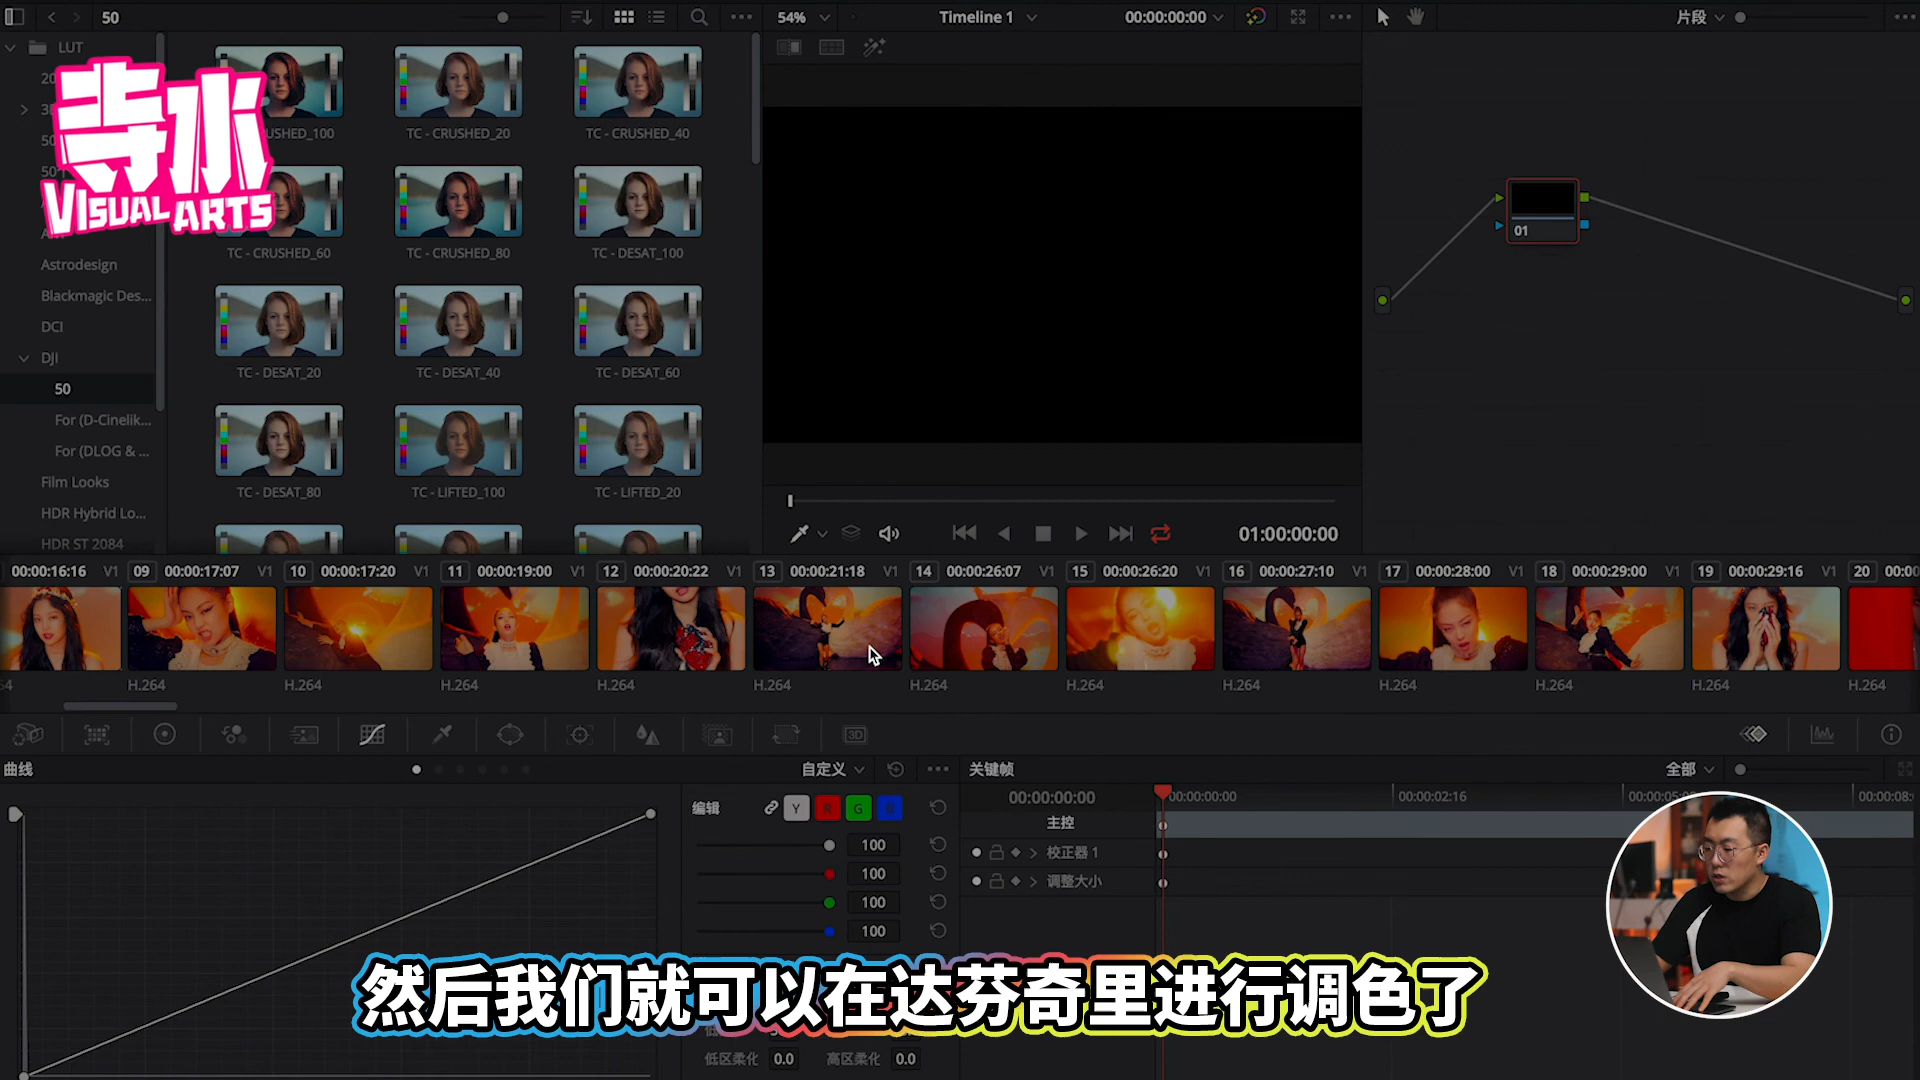 50
54%
Timeline 1
00:00:00:00
片段
LUT
寺水
VISUAL ARTS
TC - CRUSHED_20
TC - CRUSHED_40
TC - CRUSHED_60
TC - CRUSHED_80
TC - DESAT_100
Astrodesign
Blackmagic Des...
DCI
DJI
TC - DESAT_20
TC - DESAT_40
TC - DESAT_60
50
For (D-Cinelik...
For (DLOG & ...
Film Looks
HDR Hybrid Lo...
HDR ST 2084
TC - DESAT_80
TC - LIFTED_100
TC - LIFTED_20
01
01:00:00:00
00:00:16:16 V1
09 00:00:17:07 V1
10 00:00:17:20 V1
11 00:00:19:00 V1
12 00:00:20:22 V1
13 00:00:21:18 V1
14 00:00:26:07 V1
15 00:00:26:20 V1
16 00:00:27:10 V1
17 00:00:28:00 V1
18 00:00:29:00 V1
19 00:00:29:16 V1
20
H.264
H.264
H.264
H.264
H.264
H.264
H.264
H.264
H.264
H.264
H.264
H.264
3D
曲线
自定义
关键帧
全部
编辑
Y R G
100
100
100
100
00:00:00:00
00:00:00:00
00:00:02:16
主控
校正器 1
调整大小
然后我们就可以在达芬奇里进行调色了
低区柔化 0.0 高区柔化 0.0